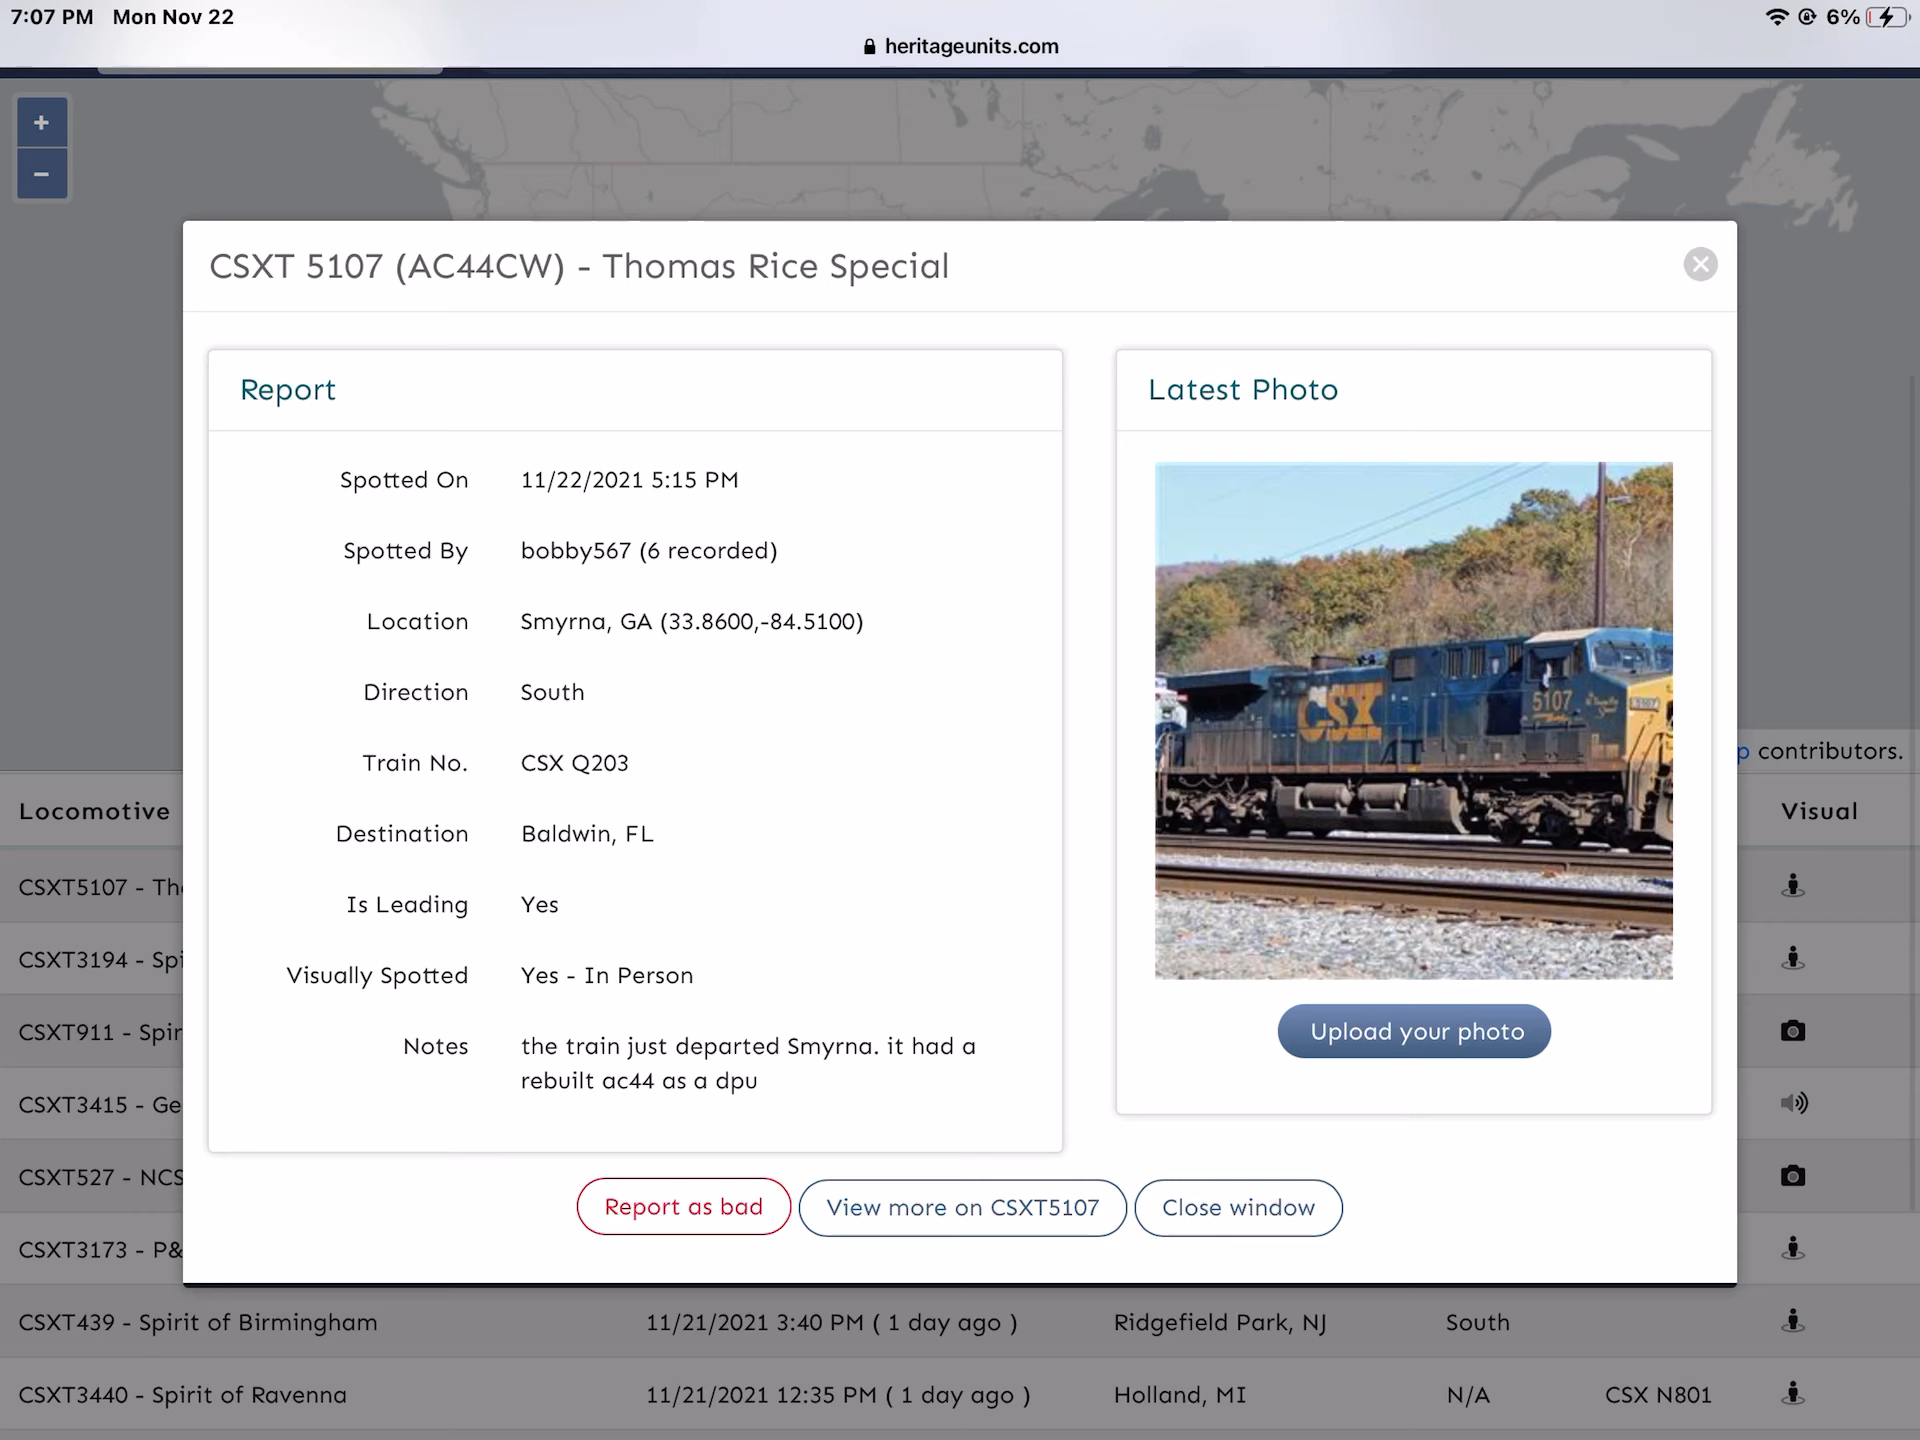 7:07 PM Mon Nov 22
6%
heritageunits.com
+
−
CSXT 5107 (AC44CW) - Thomas Rice Special
Report
Spotted On 11/22/2021 5:15 PM
Spotted By bobby567 (6 recorded)
Location Smyrna, GA (33.8600,-84.5100)
Direction South
Train No. CSX Q203
Destination Baldwin, FL
Is Leading Yes
Visually Spotted Yes - In Person
Notes the train just departed Smyrna. it had a
rebuilt ac44 as a dpu
Latest Photo
CSX
5107
Upload your photo
Report as bad View more on CSXT5107 Close window
p contributors.
Locomotive Visual
CSXT5107 - Th
CSXT3194 - Spi
CSXT911 - Spir
CSXT3415 - Ge
CSXT527 - NCS
CSXT3173 - P&
CSXT439 - Spirit of Birmingham 11/21/2021 3:40 PM ( 1 day ago ) Ridgefield Park, NJ South
CSXT3440 - Spirit of Ravenna 11/21/2021 12:35 PM ( 1 day ago ) Holland, MI N/A CSX N801